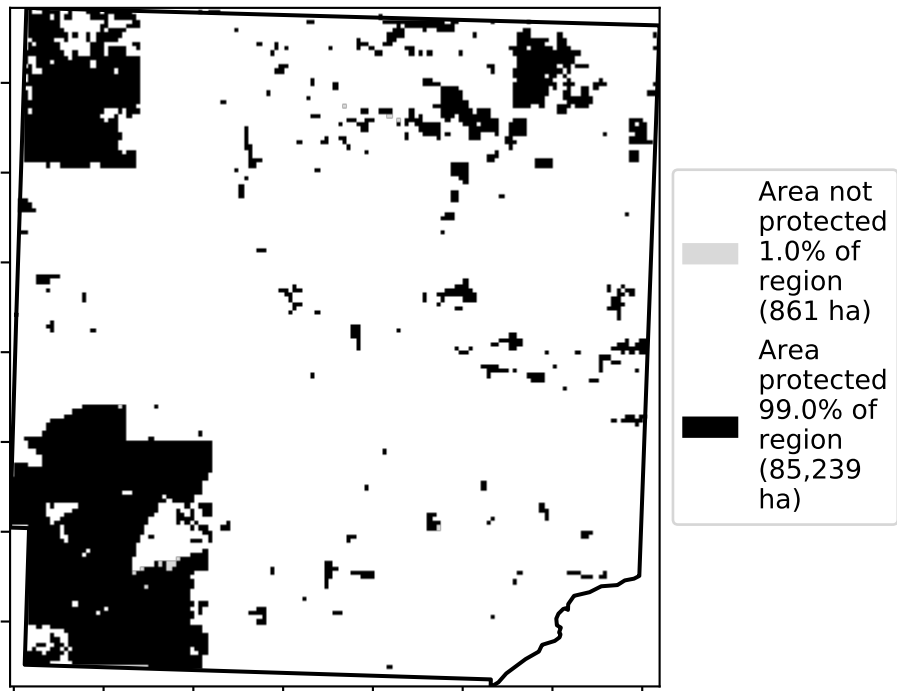 Area not
protected
1.0% of
region
(861 ha)
Area
protected
99.0% of
region
(85,239
ha)